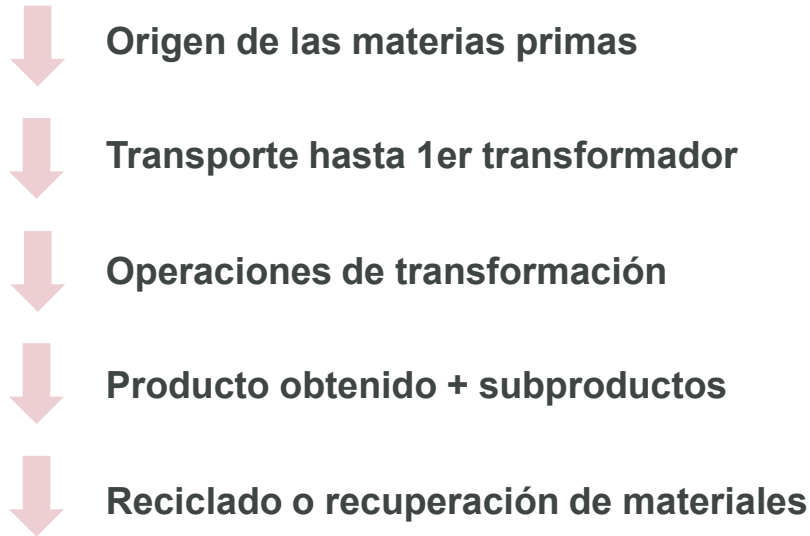 Origen de las materias primas
Transporte hasta 1er transformador
Operaciones de transformación
Producto obtenido + subproductos
Reciclado o recuperación de materiales